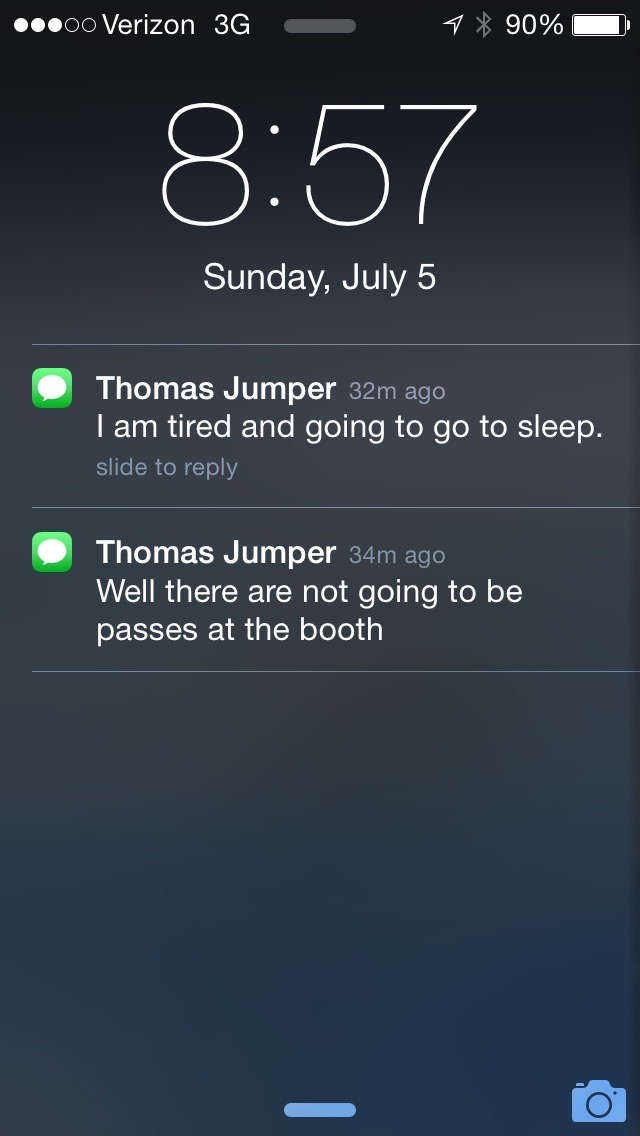 Verizon 3G 90%
8:57
Sunday, July 5
Thomas Jumper 32m ago
I am tired and going to go to sleep.
slide to reply
Thomas Jumper 34m ago
Well there are not going to be
passes at the booth